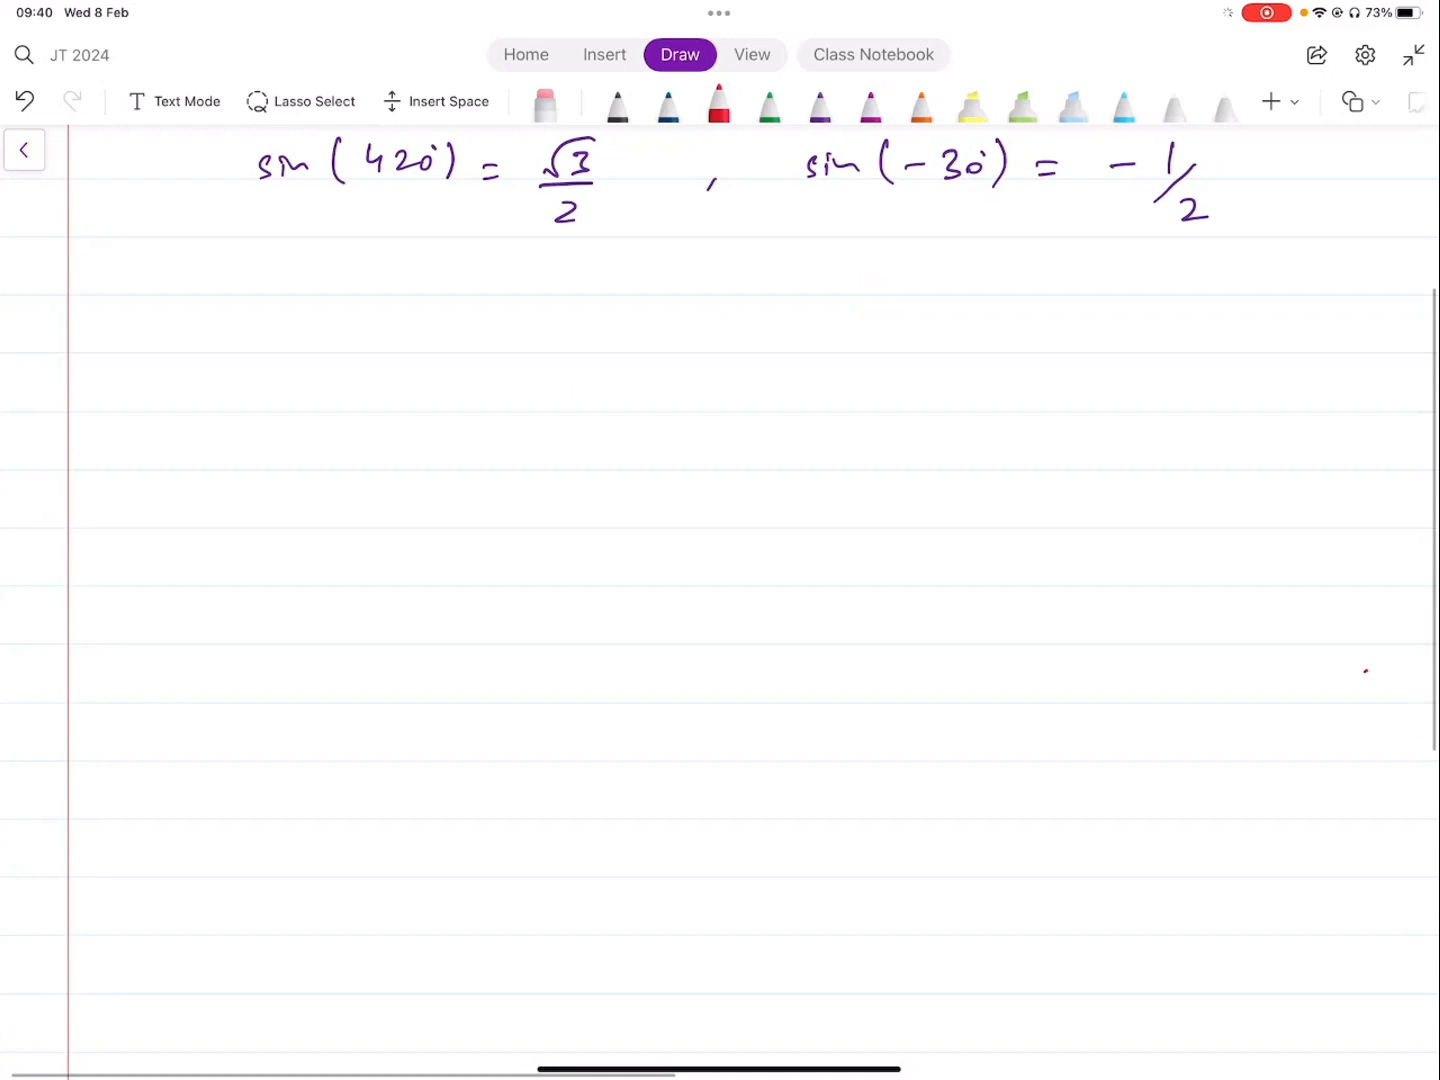 09:40 Wed 8 Feb
73%
JT 2024
Home Insert Draw View Class Notebook
Text Mode Lasso Select Insert Space
sin (420°) = √3/2 , sin (-30°) = - 1/2